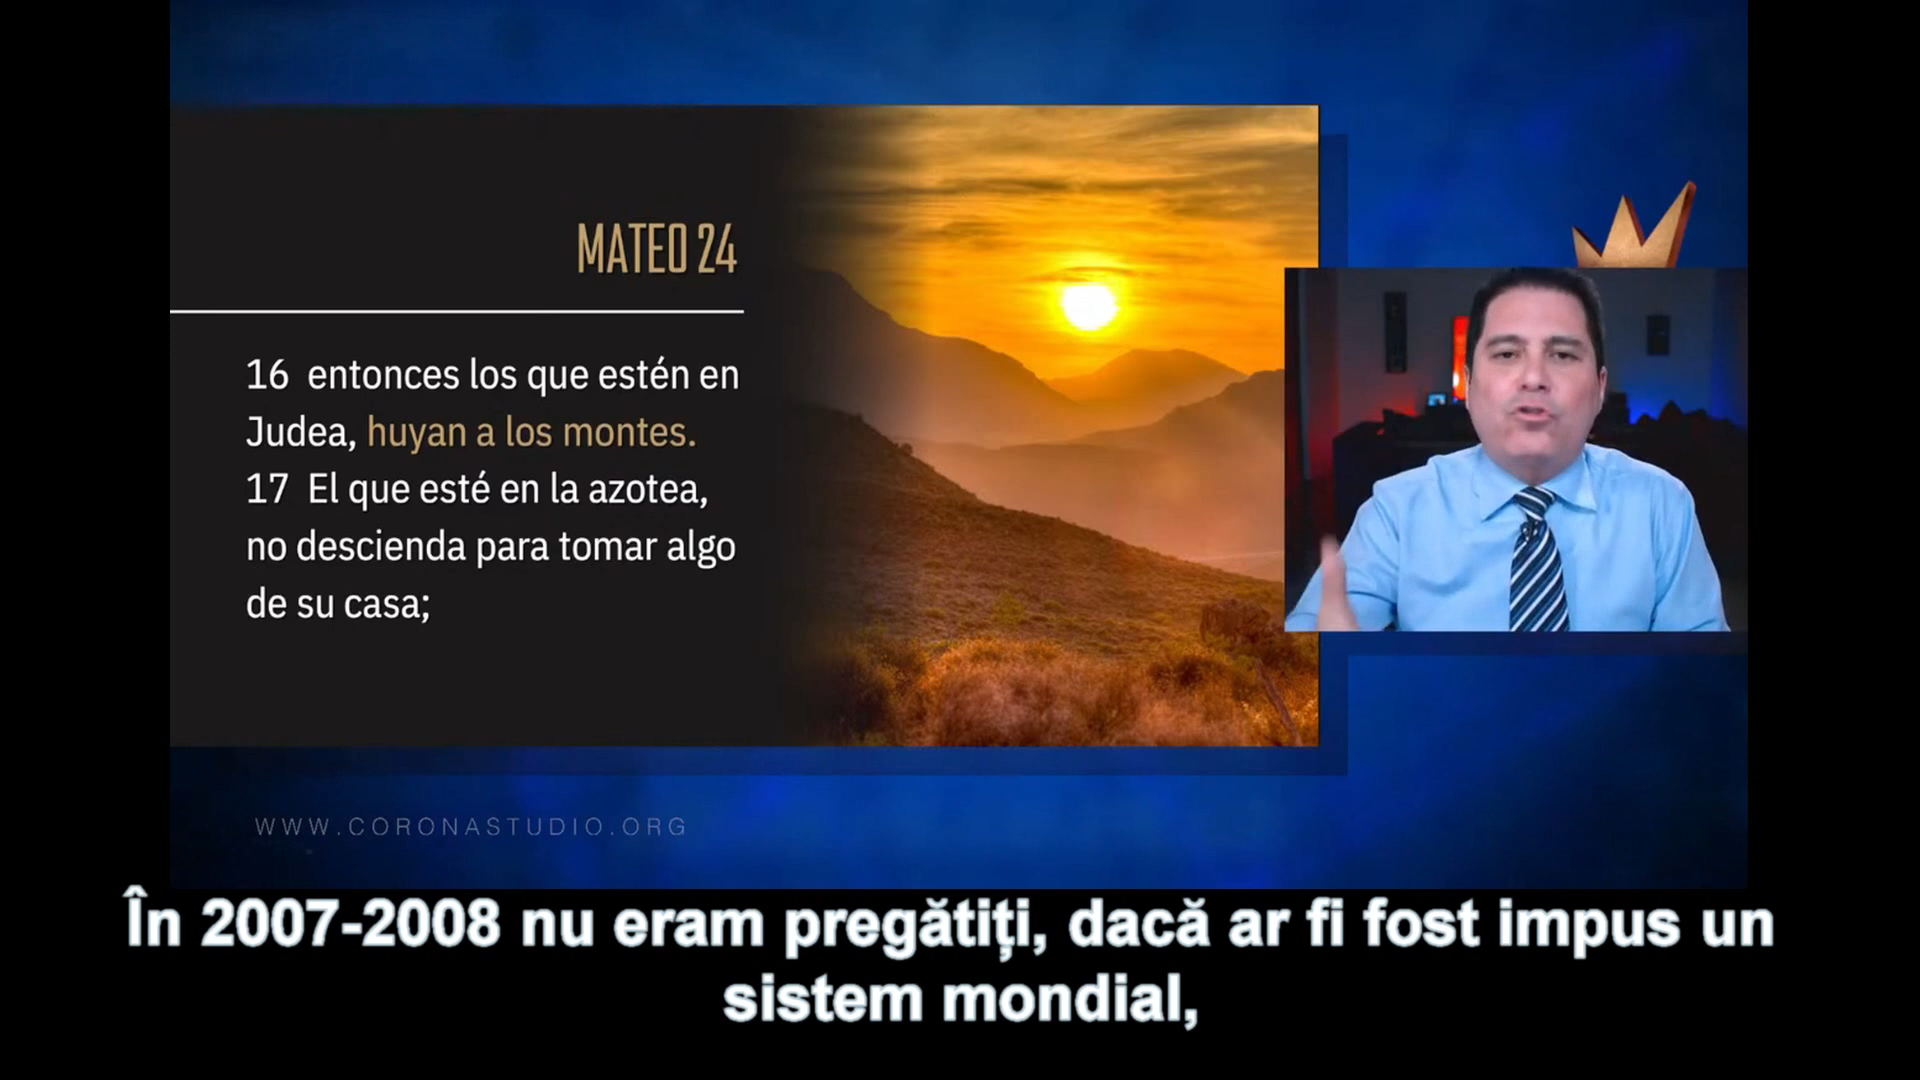 MATEO 24
16 entonces los que estén en
Judea, huyan a los montes.
17 El que esté en la azotea,
no descienda para tomar algo
de su casa;
WWW.CORONASTUDIO.ORG
În 2007-2008 nu eram pregătiți, dacă ar fi fost impus un
sistem mondial,